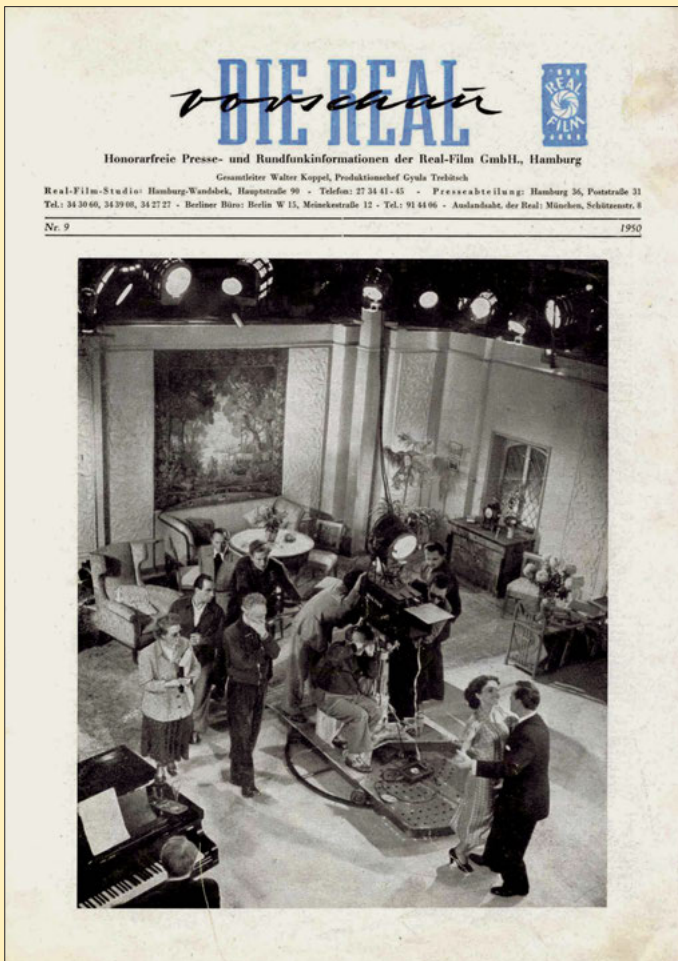 DIE REAL
vorschau
REAL
FILM
Honorarfreie Presse- und Rundfunkinformationen der Real-Film GmbH., Hamburg
Gesamtleiter Walter Koppel, Produktionschef Gyula Trebitsch
Real-Film-Studio: Hamburg-Wandsbek, Hauptstraße 90 - Telefon: 27 34 41 - 45 - Presseabteilung: Hamburg 36, Poststraße 31
Tel.: 34 30 60, 34 39 08, 34 27 27 - Berliner Büro: Berlin W 15, Meinekestraße 12 - Tel.: 91 44 06 - Auslandsabt. der Real: München, Schützenstr. 8
Nr. 9 1950